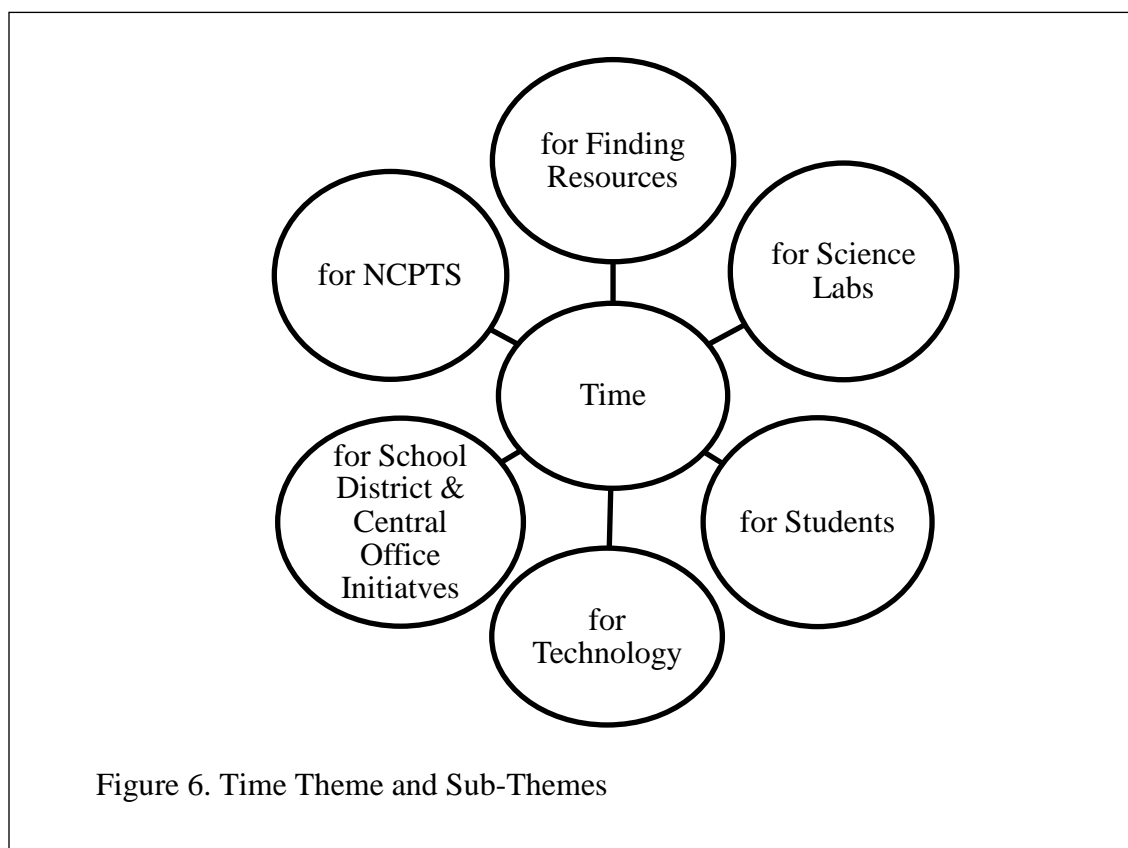 for Finding
Resources
for Science
Labs
for NCPTS
Time
for School
District &
Central
Office
Initiatves
for Students
for
Technology
Figure 6. Time Theme and Sub-Themes